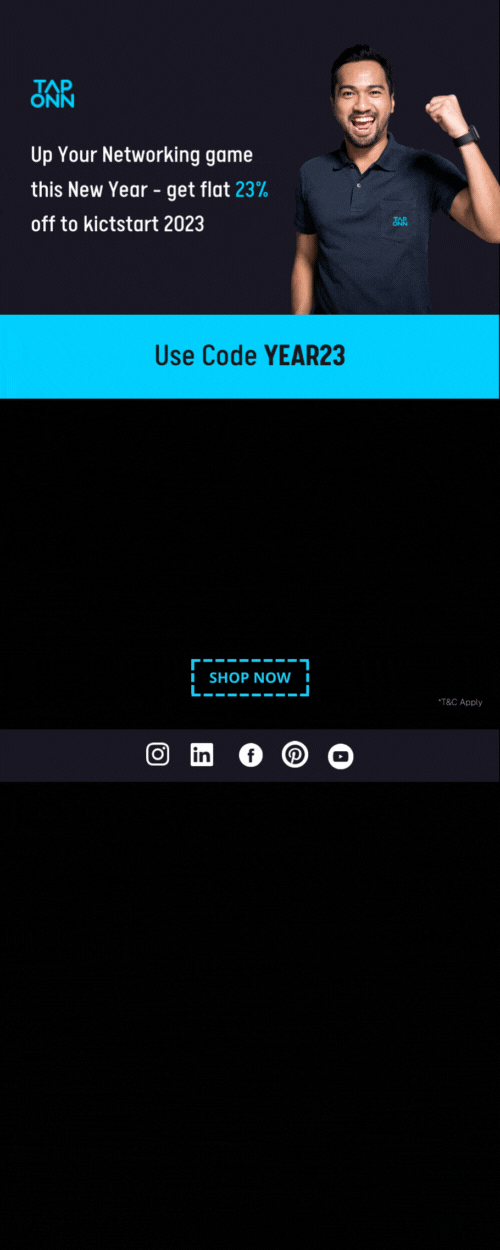 TAP
ONN
Up Your Networking game
this New Year - get flat 23%
off to kictstart 2023
TAP
ONN
Use Code YEAR23
SHOP NOW
*T&C Apply
in
f